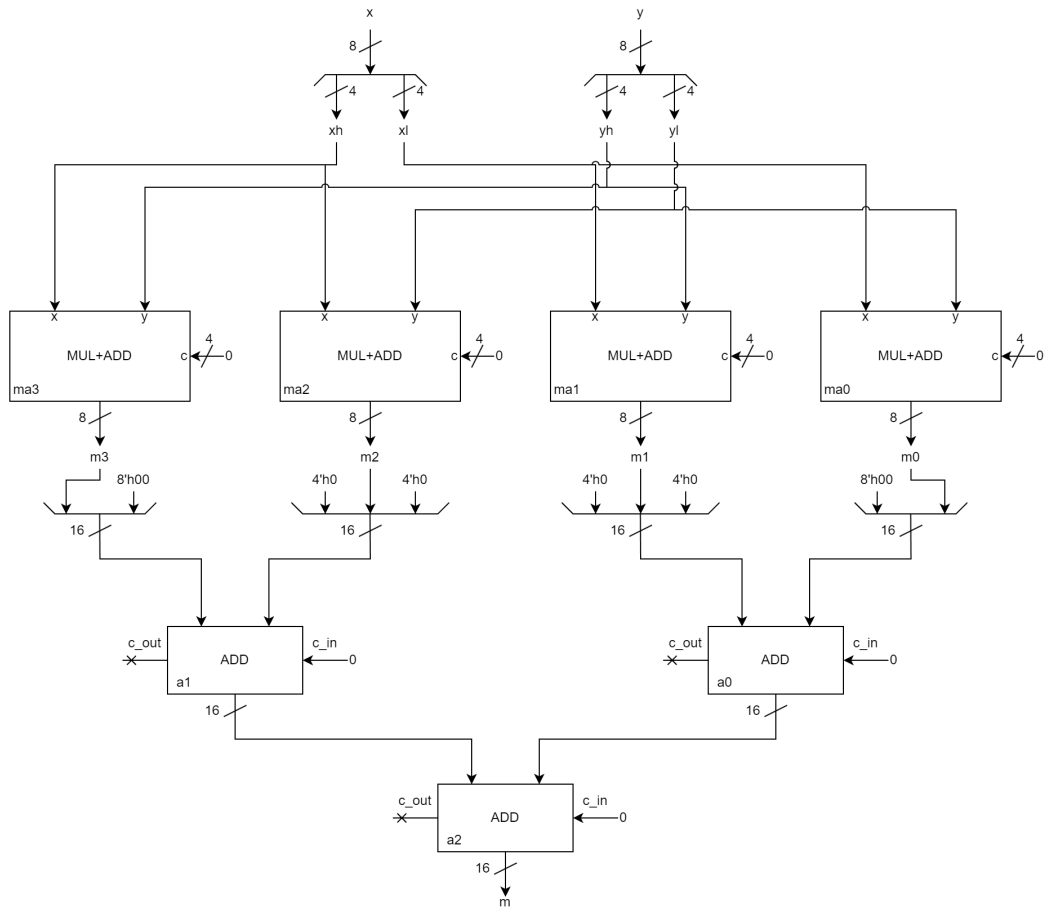 x y
8 8
4 4 4 4
xh xl yh yl
x y x y x y x y
4 4 4 4
MUL+ADD c 0 MUL+ADD c 0 MUL+ADD c 0 MUL+ADD c 0
ma3 ma2 ma1 ma0
8 8 8 8
m3 m2 m1 m0
8'h00 4'h0 4'h0 4'h0 4'h0 8'h00
16 16 16 16
c_out c_in c_out c_in
ADD 0 ADD 0
a1 a0
16 16
c_out c_in
ADD 0
a2
16
m